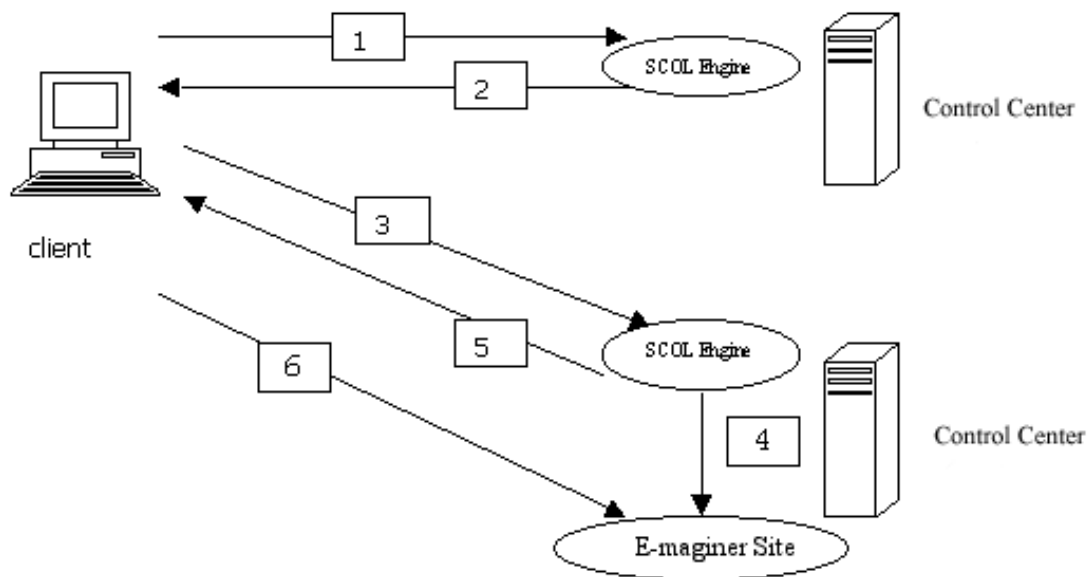 1
SCOL Engine
2
Control Center
3
client
5
SCOL Engine
6
4
Control Center
E-maginer Site